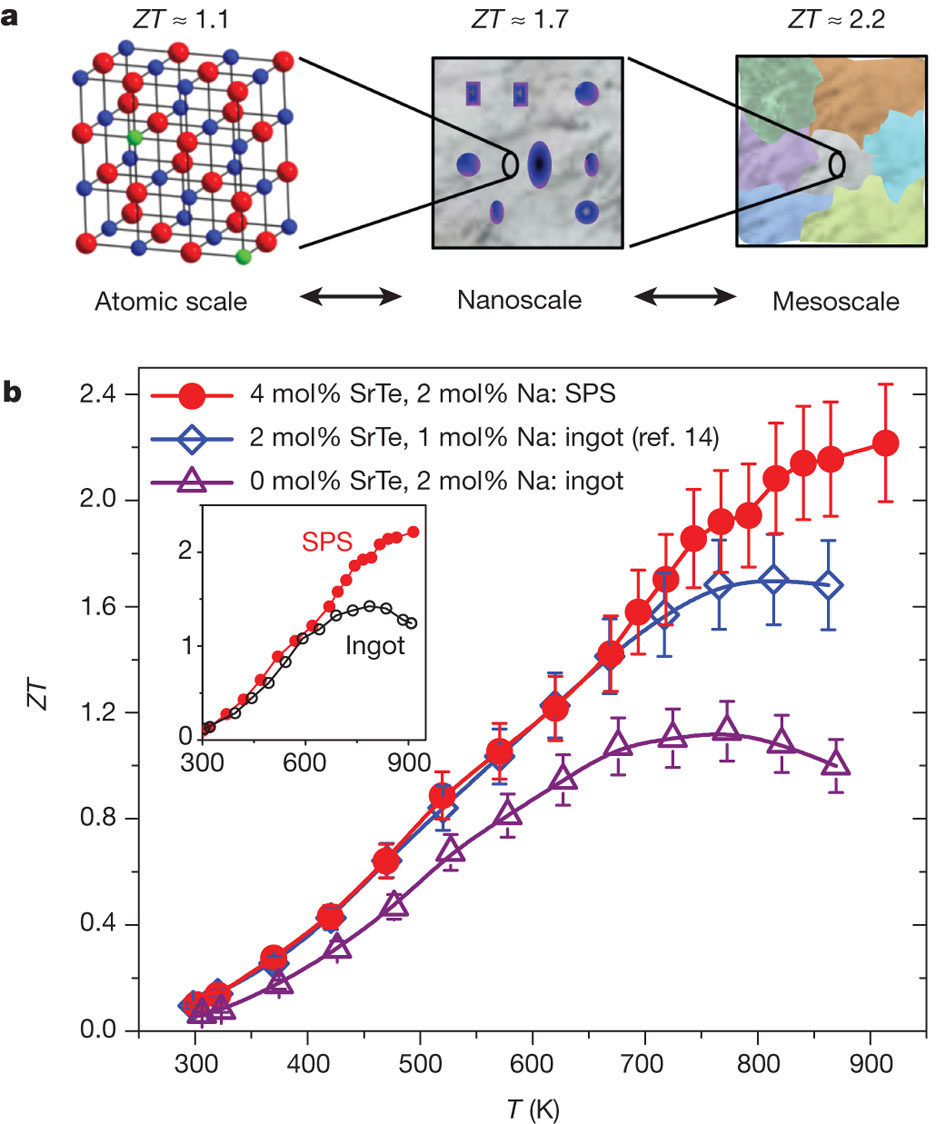 a
ZT ≈ 1.1
ZT ≈ 1.7
ZT ≈ 2.2
Atomic scale
Nanoscale
Mesoscale
b
4 mol% SrTe, 2 mol% Na: SPS
2 mol% SrTe, 1 mol% Na: ingot (ref. 14)
0 mol% SrTe, 2 mol% Na: ingot
2.4
2.0
1.6
1.2
0.8
0.4
0.0
ZT
2
1
0
SPS
Ingot
300
600
900
300
400
500
600
700
800
900
T (K)